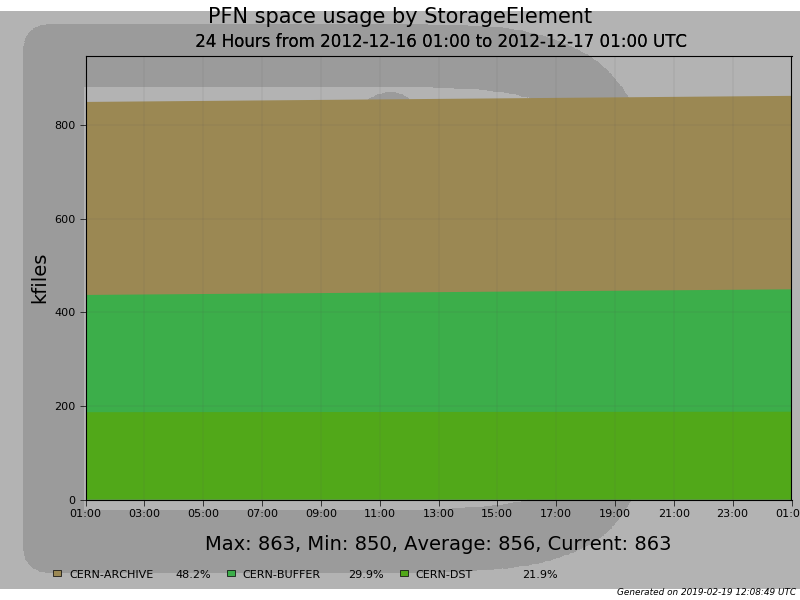 PFN space usage by StorageElement
24 Hours from 2012-12-16 01:00 to 2012-12-17 01:00 UTC
kfiles
800
600
400
200
0
01:00 03:00 05:00 07:00 09:00 11:00 13:00 15:00 17:00 19:00 21:00 23:00 01:0
Max: 863, Min: 850, Average: 856, Current: 863
CERN-ARCHIVE 48.2% CERN-BUFFER 29.9% CERN-DST 21.9%
Generated on 2019-02-19 12:08:49 UTC